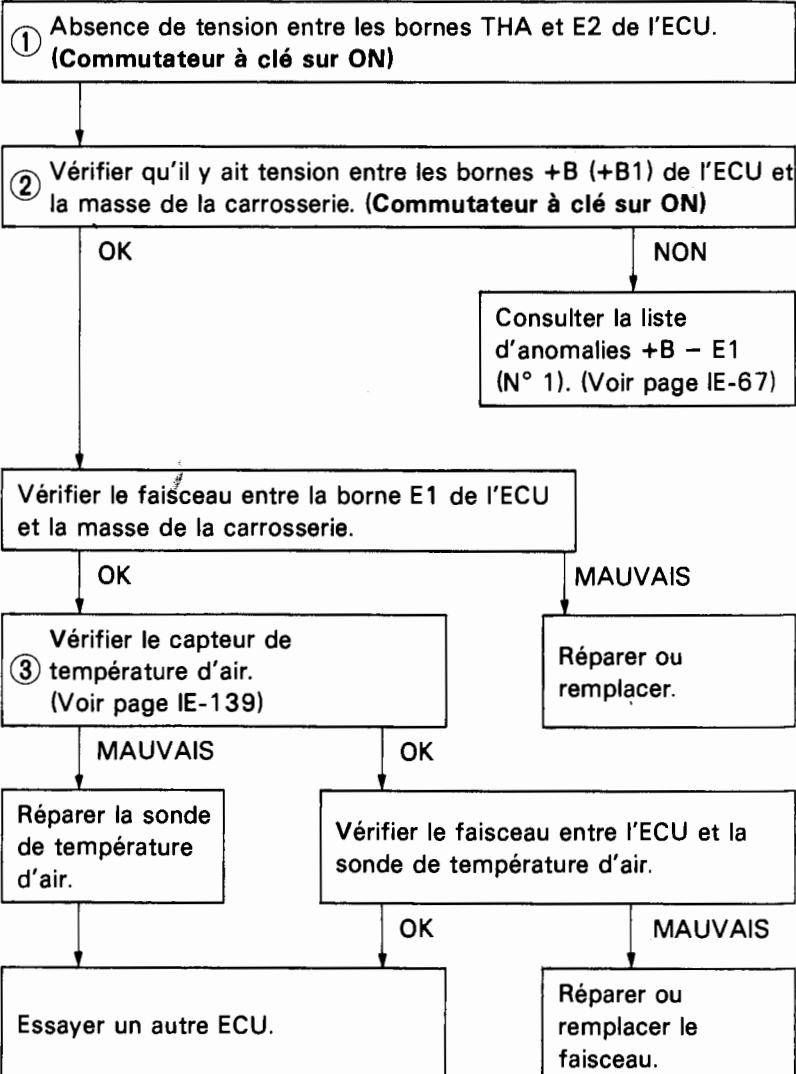 ① Absence de tension entre les bornes THA et E2 de l'ECU.
(Commutateur à clé sur ON)
② Vérifier qu'il y ait tension entre les bornes +B (+B1) de l'ECU et
la masse de la carrosserie. (Commutateur à clé sur ON)
OK
NON
Consulter la liste
d'anomalies +B − E1
(N° 1). (Voir page IE-67)
Vérifier le faisceau entre la borne E1 de l'ECU
et la masse de la carrosserie.
OK
MAUVAIS
③ Vérifier le capteur de
température d'air.
(Voir page IE-139)
Réparer ou
remplacer.
MAUVAIS
OK
Réparer la sonde
de température
d'air.
Vérifier le faisceau entre l'ECU et la
sonde de température d'air.
OK
MAUVAIS
Essayer un autre ECU.
Réparer ou
remplacer le
faisceau.